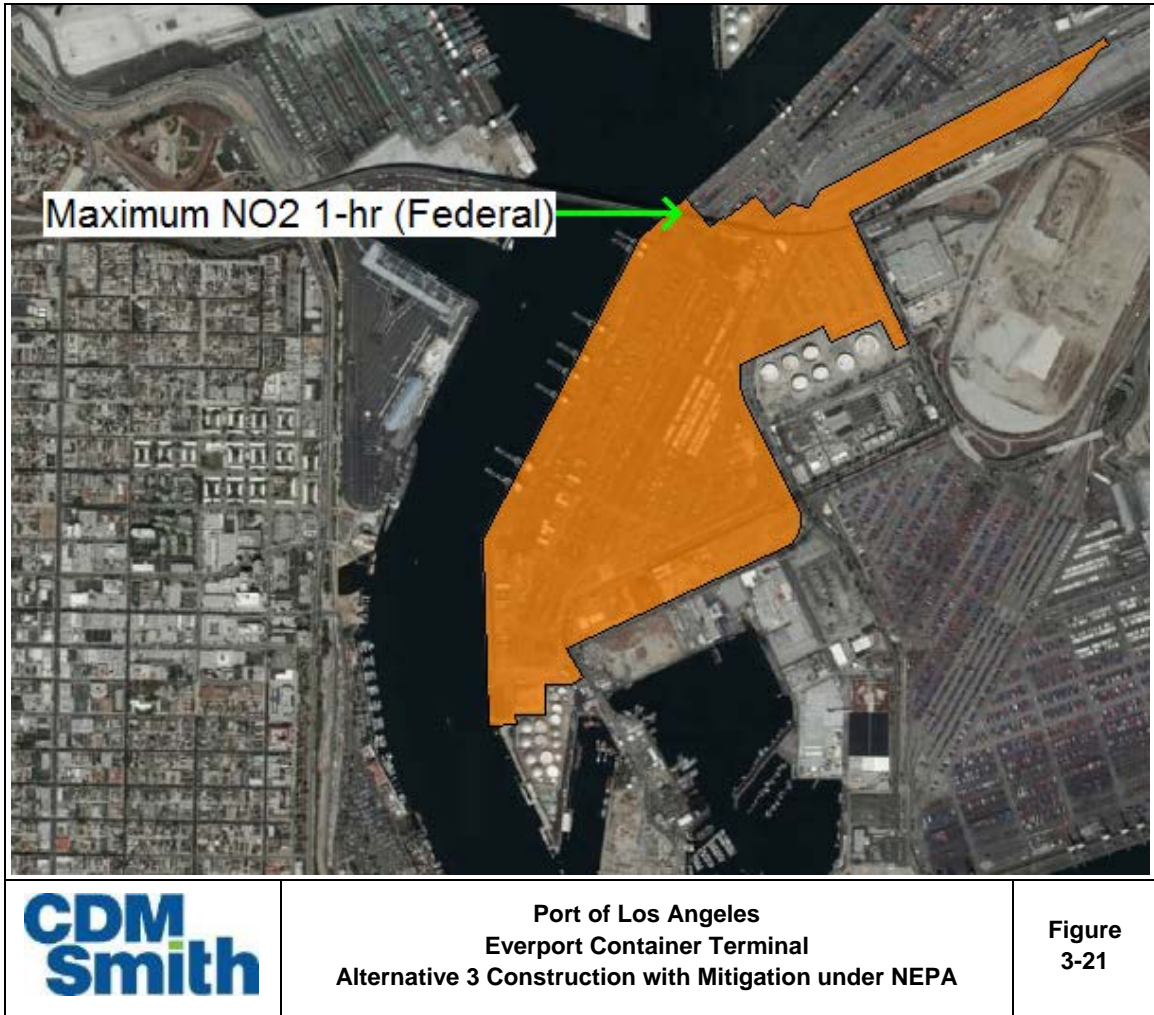 Maximum NO2 1-hr (Federal)
CDM
Smith
Port of Los Angeles
Everport Container Terminal
Alternative 3 Construction with Mitigation under NEPA
Figure
3-21